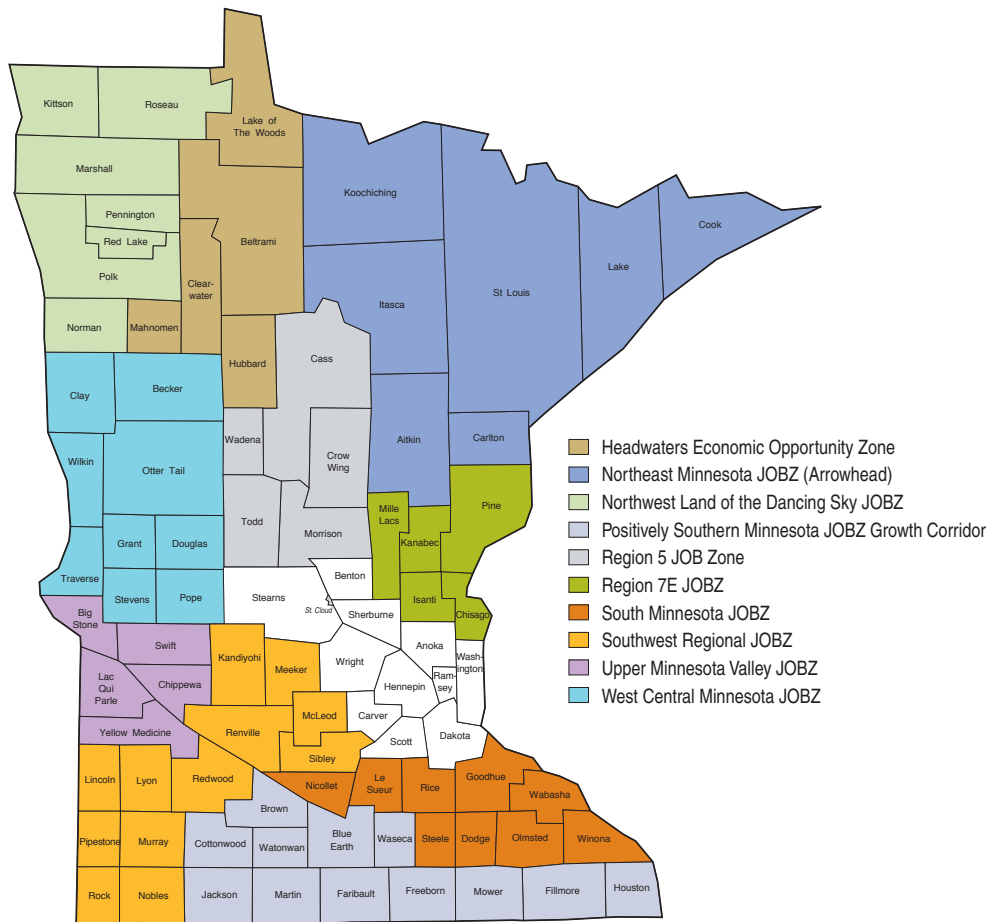 Kittson
Roseau
Lake of
The Woods
Marshall
Koochiching
Pennington
Cook
Red Lake
Beltrami
Lake
Polk
Clear-
water
St Louis
Itasca
Norman
Mahnomen
Cass
Hubbard
Becker
Clay
Wadena
Aitkin
Carlton
Crow
Wing
Wilkin
Otter Tail
Headwaters Economic Opportunity Zone
Northeast Minnesota JOBZ (Arrowhead)
Northwest Land of the Dancing Sky JOBZ
Positively Southern Minnesota JOBZ Growth Corridor
Region 5 JOB Zone
Region 7E JOBZ
South Minnesota JOBZ
Southwest Regional JOBZ
Upper Minnesota Valley JOBZ
West Central Minnesota JOBZ
Mille
Lacs
Pine
Todd
Morrison
Kanabec
Grant
Douglas
Traverse
Benton
Stevens
Pope
Stearns
St. Cloud
Isanti
Sherburne
Chisago
Big
Stone
Swift
Anoka
Wash-
ington
Kandiyohi
Meeker
Wright
Ram-
sey
Lac
Qui
Parle
Chippewa
Hennepin
McLeod
Carver
Yellow Medicine
Renville
Scott
Dakota
Sibley
Lincoln
Lyon
Redwood
Nicollet
Le
Sueur
Rice
Goodhue
Wabasha
Brown
Pipestone
Murray
Cottonwood
Watonwan
Blue
Earth
Waseca
Steele
Dodge
Olmsted
Winona
Rock
Nobles
Jackson
Martin
Faribault
Freeborn
Mower
Fillmore
Houston